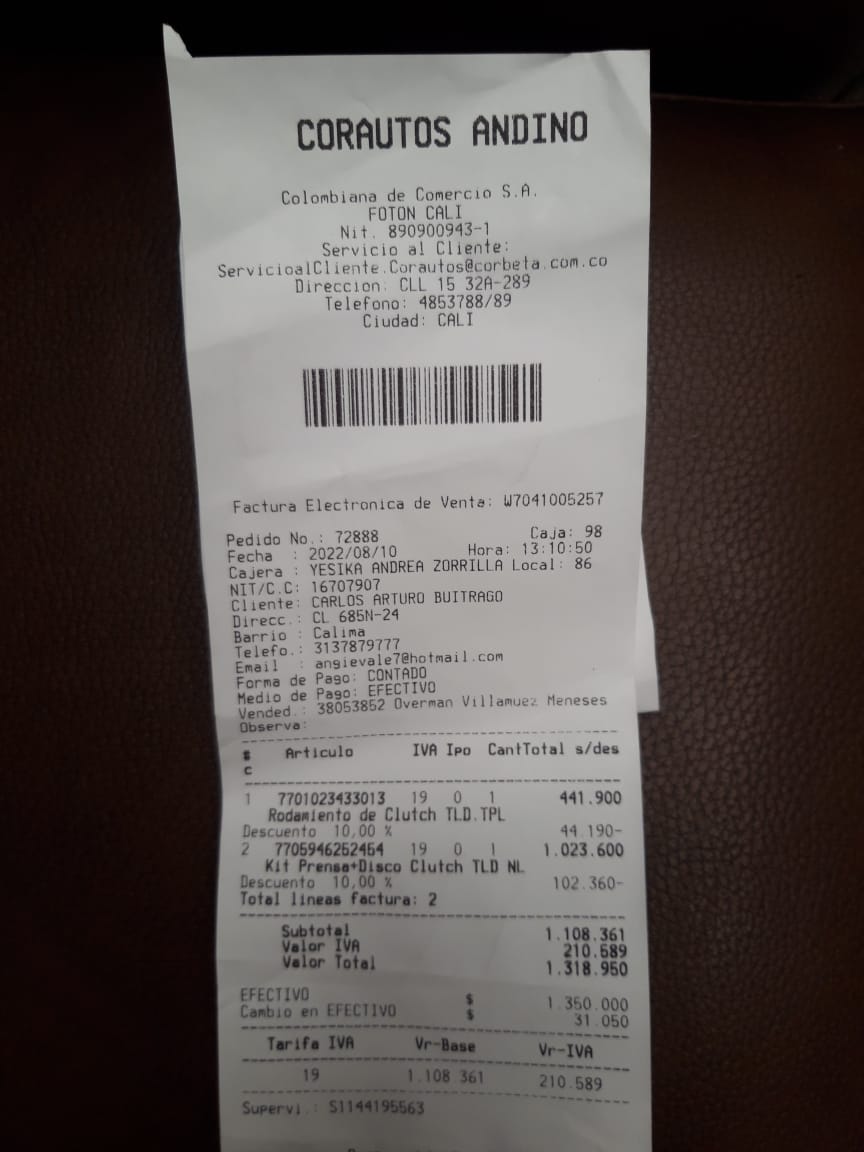 CORAUTOS ANDINO
Colombiana de Comercio S.A.
FOTON CALI
Nit. 890900943-1
Servicio al Cliente:
ServicioalCliente.Corautos@corbeta.com.co
Direccion: CLL 15 32A-289
Telefono: 4853788/89
Ciudad: CALI
Factura Electronica de Venta: W7041005257
Pedido No.: 72888 Caja: 98
Fecha : 2022/08/10 Hora: 13:10:50
Cajera : YESIKA ANDREA ZORRILLA Local: 86
NIT/C.C: 16707907
Cliente: CARLOS ARTURO BUITRAGO
Direcc.: CL 685N-24
Barrio : Calima
Telefo.: 3137879777
Email : angievale7@hotmail.com
Forma de Pago: CONTADO
Medio de Pago: EFECTIVO
Vended.: 38053852 Overman Villamuez Meneses
Observa:
$ Articulo IVA Ipo CantTotal s/des
c
1 7701023433013 19 0 1 441.900
Rodamiento de Clutch TLD.TPL
Descuento 10,00 % 44.190-
2 7705946252454 19 0 1 1.023.600
Kit Prensa+Disco Clutch TLD NL
Descuento 10,00 % 102.360-
Total lineas factura: 2
Subtotal 1.108.361
Valor IVA 210.589
Valor Total 1.318.950
EFECTIVO $ 1.350.000
Cambio en EFECTIVO $ 31.050
Tarifa IVA Vr-Base Vr-IVA
19 1.108.361 210.589
Supervi.: S1144195563